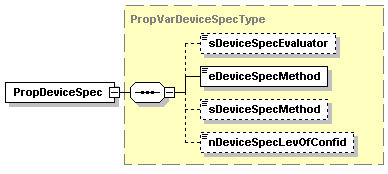 PropVarDeviceSpecType
sDeviceSpecEvaluator
eDeviceSpecMethod
PropDeviceSpec
sDeviceSpecMethod
nDeviceSpecLevOfConfid